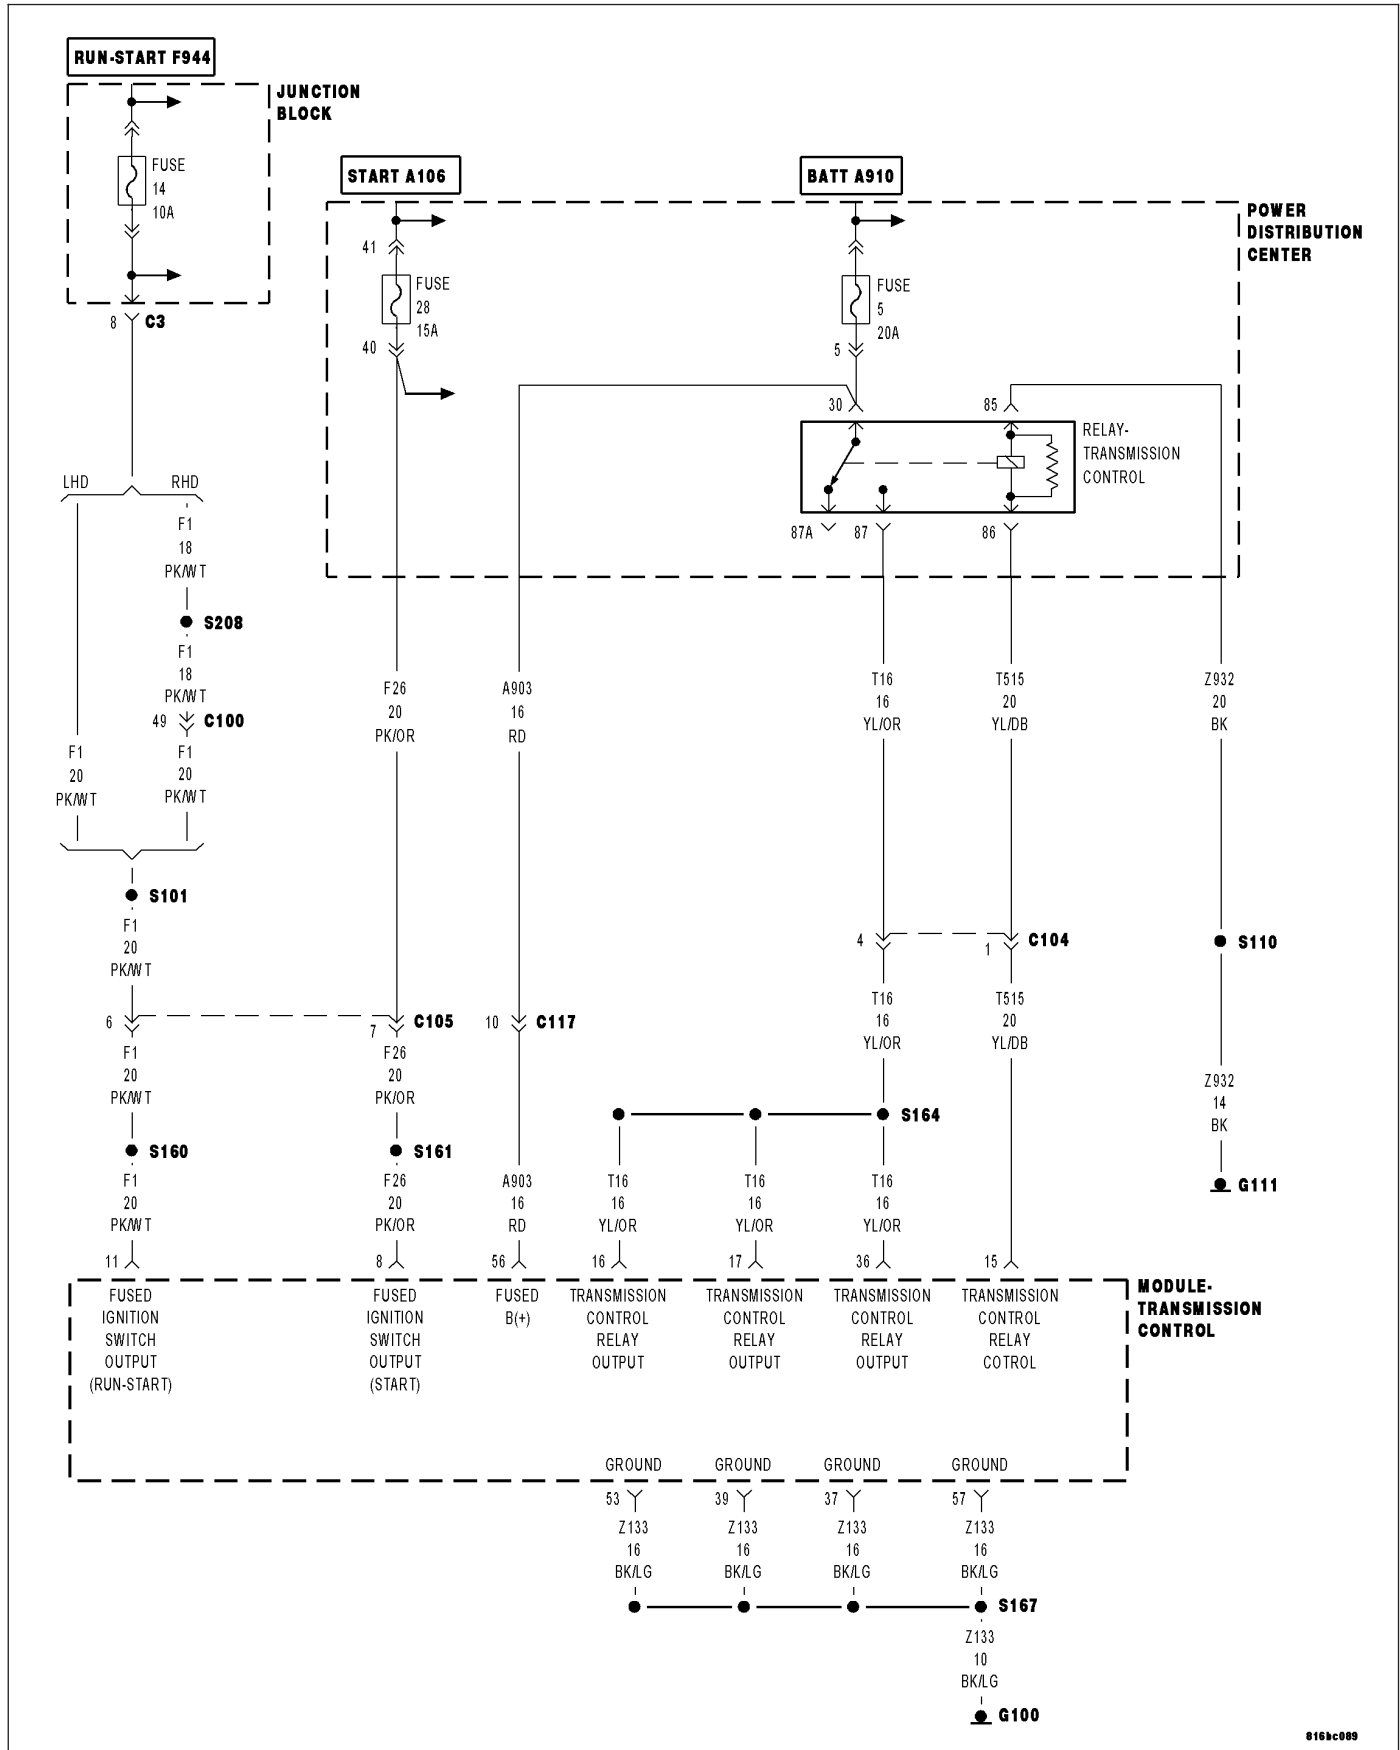 RUN-START F944
JUNCTION
BLOCK
FUSE
14
10A
8
C3
START A106
BATT A910
POWER
DISTRIBUTION
CENTER
41
FUSE
28
15A
40
FUSE
5
20A
5
30
85
RELAY-
TRANSMISSION
CONTROL
87A
87
86
LHD
RHD
F1
18
PK/WT
S208
F1
18
PK/WT
49
C100
F1
20
PK/WT
F1
20
PK/WT
S101
F1
20
PK/WT
F26
20
PK/OR
A903
16
RD
T16
16
YL/OR
T515
20
YL/DB
Z932
20
BK
4
1
C104
S110
6
7
C105
10
C117
F1
20
PK/WT
F26
20
PK/OR
T16
16
YL/OR
T515
20
YL/DB
Z932
14
BK
S164
S160
S161
G111
F1
20
PK/WT
F26
20
PK/OR
A903
16
RD
T16
16
YL/OR
T16
16
YL/OR
T16
16
YL/OR
11
8
56
16
17
36
15
MODULE-
TRANSMISSION
CONTROL
FUSED
IGNITION
SWITCH
OUTPUT
(RUN-START)
FUSED
IGNITION
SWITCH
OUTPUT
(START)
FUSED
B(+)
TRANSMISSION
CONTROL
RELAY
OUTPUT
TRANSMISSION
CONTROL
RELAY
OUTPUT
TRANSMISSION
CONTROL
RELAY
OUTPUT
TRANSMISSION
CONTROL
RELAY
COTROL
GROUND
GROUND
GROUND
GROUND
53
39
37
57
Z133
16
BK/LG
Z133
16
BK/LG
Z133
16
BK/LG
Z133
16
BK/LG
S167
Z133
10
BK/LG
G100
816bc089